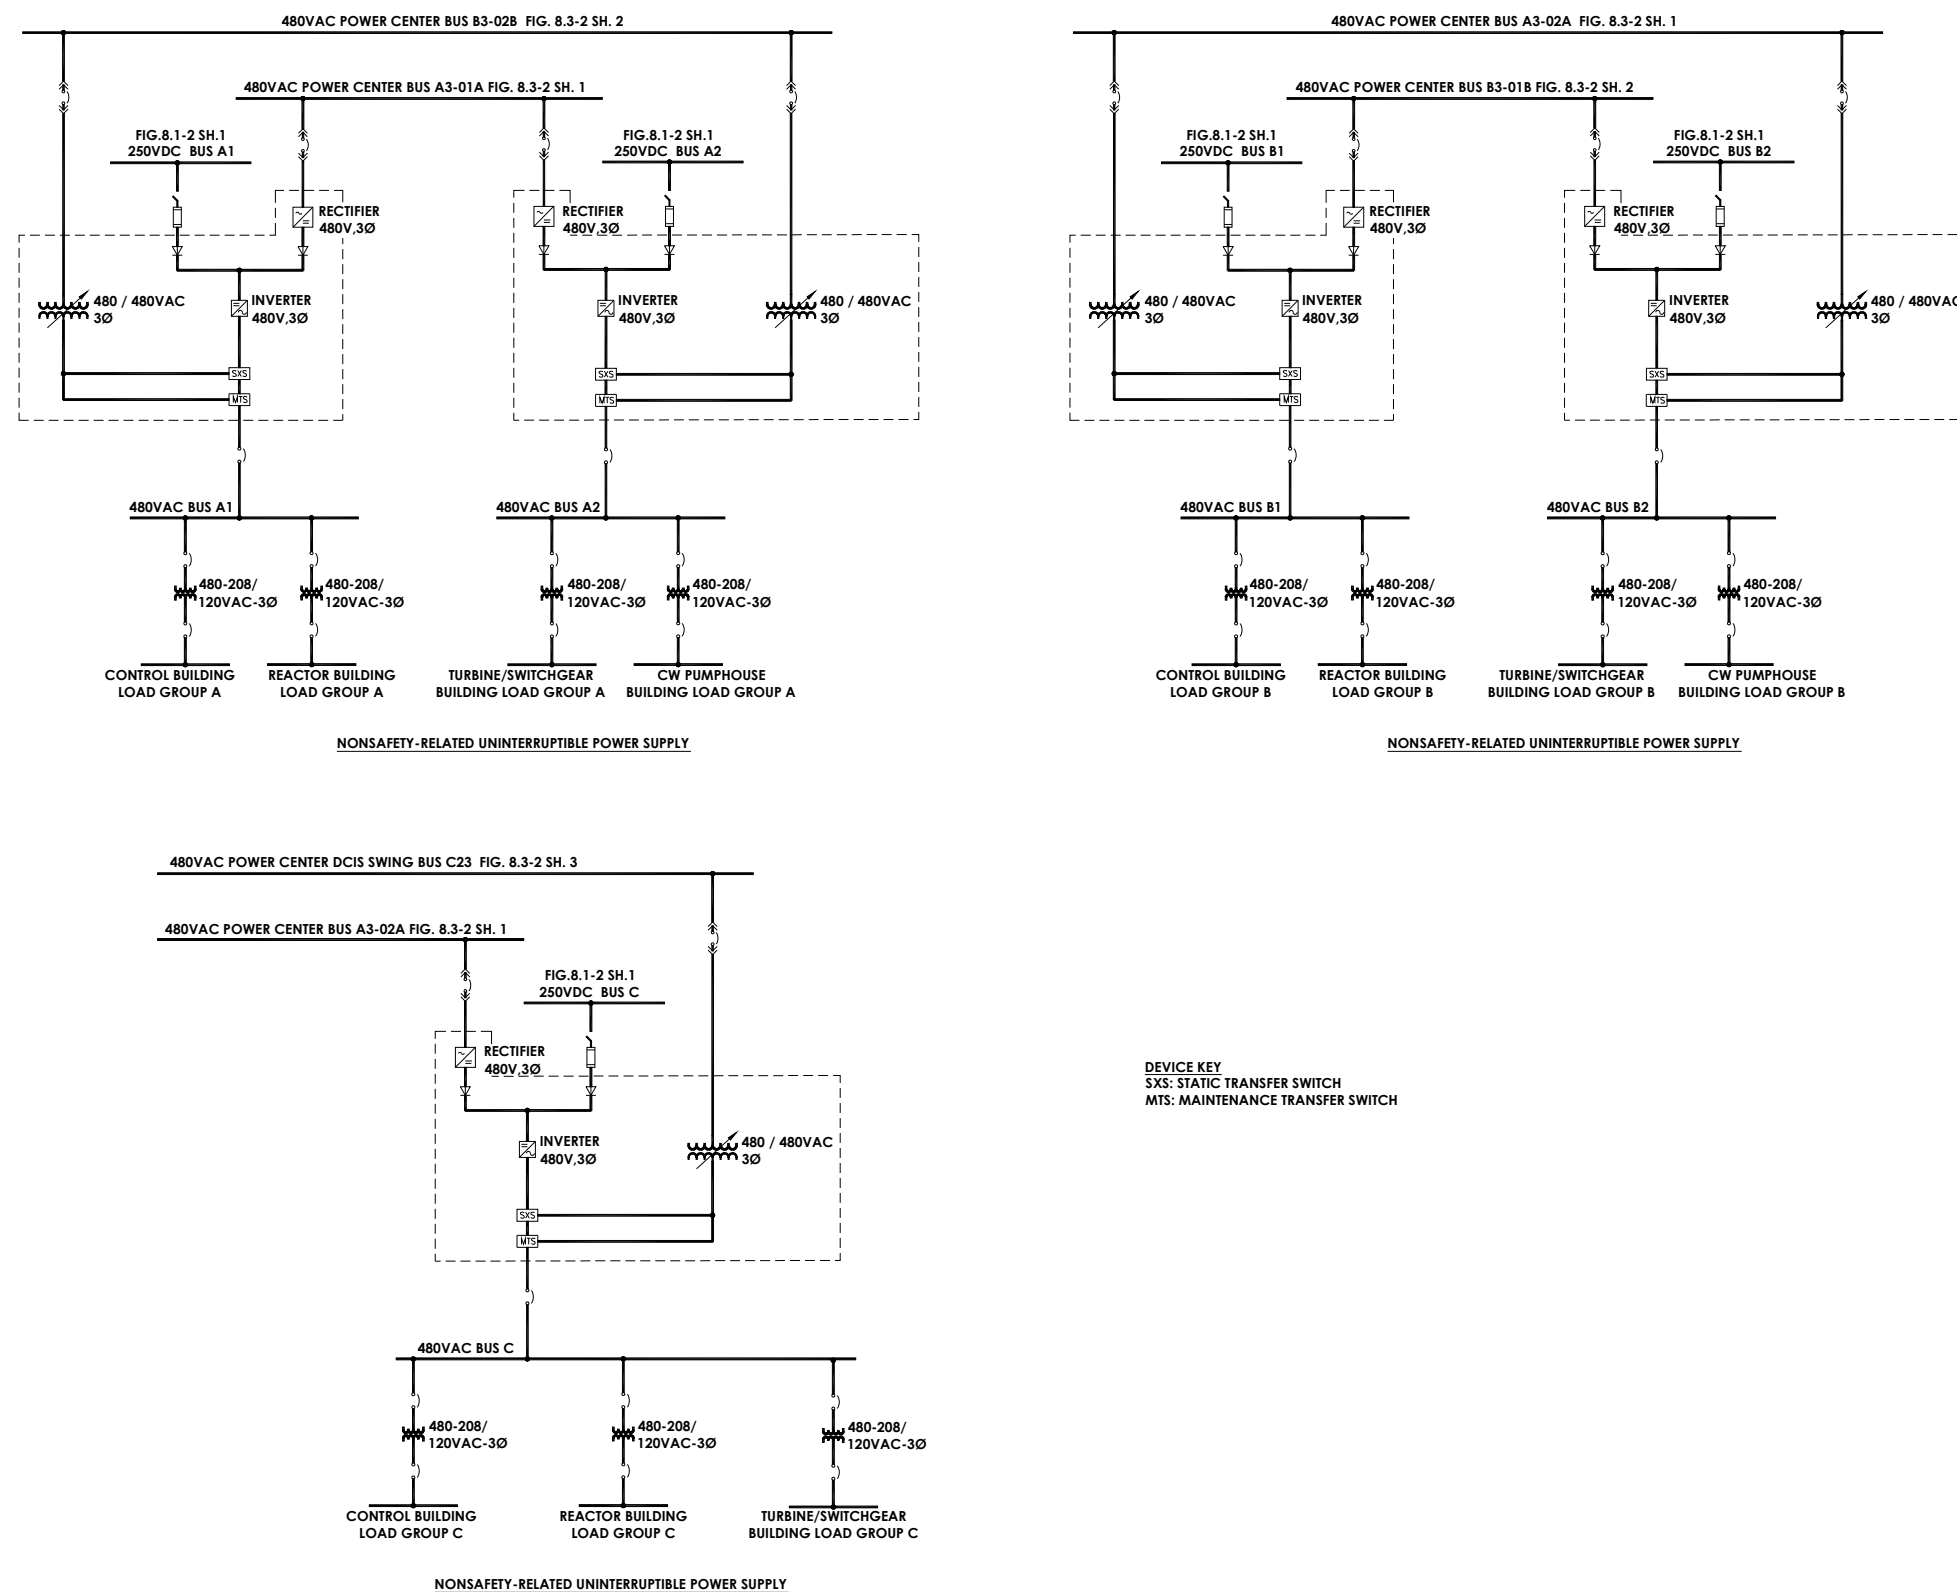 480VAC POWER CENTER BUS B3-02B  FIG. 8.3-2 SH. 2
480VAC POWER CENTER BUS A3-01A FIG. 8.3-2 SH. 1
FIG.8.1-2 SH.1
250VDC  BUS A1
FIG.8.1-2 SH.1
250VDC  BUS A2
RECTIFIER
480V,3Ø
RECTIFIER
480V,3Ø
480 / 480VAC
3Ø
INVERTER
480V,3Ø
INVERTER
480V,3Ø
480 / 480VAC
3Ø
SXS
MTS
SXS
MTS
480VAC BUS A1
480VAC BUS A2
480-208/
120VAC-3Ø
480-208/
120VAC-3Ø
480-208/
120VAC-3Ø
480-208/
120VAC-3Ø
CONTROL BUILDING
LOAD GROUP A
REACTOR BUILDING
LOAD GROUP A
TURBINE/SWITCHGEAR
BUILDING LOAD GROUP A
CW PUMPHOUSE
BUILDING LOAD GROUP A
NONSAFETY-RELATED UNINTERRUPTIBLE POWER SUPPLY
480VAC POWER CENTER BUS A3-02A  FIG. 8.3-2 SH. 1
480VAC POWER CENTER BUS B3-01B FIG. 8.3-2 SH. 2
FIG.8.1-2 SH.1
250VDC  BUS B1
FIG.8.1-2 SH.1
250VDC  BUS B2
RECTIFIER
480V,3Ø
RECTIFIER
480V,3Ø
480 / 480VAC
3Ø
INVERTER
480V,3Ø
INVERTER
480V,3Ø
480 / 480VAC
3Ø
SXS
MTS
SXS
MTS
480VAC BUS B1
480VAC BUS B2
480-208/
120VAC-3Ø
480-208/
120VAC-3Ø
480-208/
120VAC-3Ø
480-208/
120VAC-3Ø
CONTROL BUILDING
LOAD GROUP B
REACTOR BUILDING
LOAD GROUP B
TURBINE/SWITCHGEAR
BUILDING LOAD GROUP B
CW PUMPHOUSE
BUILDING LOAD GROUP B
NONSAFETY-RELATED UNINTERRUPTIBLE POWER SUPPLY
480VAC POWER CENTER DCIS SWING BUS C23  FIG. 8.3-2 SH. 3
480VAC POWER CENTER BUS A3-02A FIG. 8.3-2 SH. 1
FIG.8.1-2 SH.1
250VDC  BUS C
RECTIFIER
480V,3Ø
INVERTER
480V,3Ø
480 / 480VAC
3Ø
SXS
MTS
480VAC BUS C
480-208/
120VAC-3Ø
480-208/
120VAC-3Ø
480-208/
120VAC-3Ø
CONTROL BUILDING
LOAD GROUP C
REACTOR BUILDING
LOAD GROUP C
TURBINE/SWITCHGEAR
BUILDING LOAD GROUP C
NONSAFETY-RELATED UNINTERRUPTIBLE POWER SUPPLY
DEVICE KEY
SXS: STATIC TRANSFER SWITCH
MTS: MAINTENANCE TRANSFER SWITCH